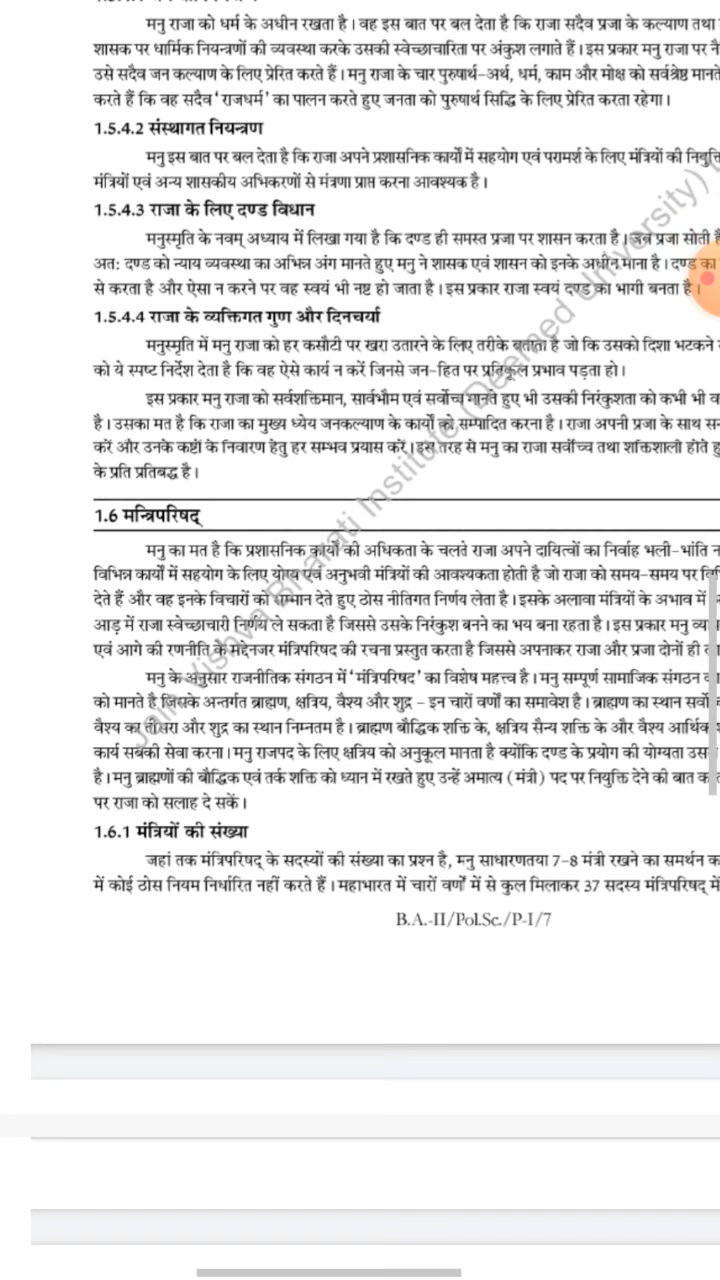 मनु राजा को धर्म के अधीन रखता है। वह इस बात पर बल देता है कि राजा सदैव प्रजा के कल्याण तथा
शासक पर धार्मिक नियन्त्रणों की व्यवस्था करके उसकी स्वेच्छाचारिता पर अंकुश लगाते हैं। इस प्रकार मनु राजा पर
उसे सदैव जन कल्याण के लिए प्रेरित करते हैं। मनु राजा के चार पुरुषार्थ-अर्थ, धर्म, काम और मोक्ष को सर्वश्रेष्ठ मानते
करते हैं कि वह सदैव 'राजधर्म' का पालन करते हुए जनता को पुरुषार्थ सिद्धि के लिए प्रेरित करता रहेगा।
1.5.4.2 संस्थागत नियन्त्रण
मनु इस बात पर बल देता है कि राजा अपने प्रशासनिक कार्यों में सहयोग एवं परामर्श के लिए मंत्रियों की नियुक्ति
मंत्रियों एवं अन्य शासकीय अभिकरणों से मंत्रणा प्राप्त करना आवश्यक है।
1.5.4.3 राजा के लिए दण्ड विधान
मनुस्मृति के नवम् अध्याय में लिखा गया है कि दण्ड ही समस्त प्रजा पर शासन करता है। जब प्रजा सोती
अत: दण्ड को न्याय व्यवस्था का अभिन्न अंग मानते हुए मनु ने शासक एवं शासन को इनके अधीन माना है। दण्ड का
से करता है और ऐसा न करने पर वह स्वयं भी नष्ट हो जाता है। इस प्रकार राजा स्वयं दण्ड का भागी बनता है।
1.5.4.4 राजा के व्यक्तिगत गुण और दिनचर्या
मनुस्मृति में मनु राजा को हर कसौटी पर खरा उतारने के लिए तरीके बताता है जो कि उसको दिशा भटकने
को ये स्पष्ट निर्देश देता है कि वह ऐसे कार्य न करें जिनसे जन-हित पर प्रतिकूल प्रभाव पड़ता हो।
इस प्रकार मनु राजा को सर्वशक्तिमान, सार्वभौम एवं सर्वोच्च मानते हुए भी उसकी निरंकुशता को कभी भी
है। उसका मत है कि राजा का मुख्य ध्येय जनकल्याण के कार्यों को सम्पादित करना है। राजा अपनी प्रजा के साथ
करें और उनके कष्टों के निवारण हेतु हर सम्भव प्रयास करें। इस तरह से मनु का राजा सर्वोच्च तथा शक्तिशाली होते
के प्रति प्रतिबद्ध है।
1.6 मन्त्रिपरिषद्
मनु का मत है कि प्रशासनिक कार्यों की अधिकता के चलते राजा अपने दायित्वों का निर्वाह भली-भांति
विभिन्न कार्यों में सहयोग के लिए योग्य एवं अनुभवी मंत्रियों की आवश्यकता होती है जो राजा को समय-समय पर
देते हैं और वह इनके विचारों को सम्मान देते हुए ठोस नीतिगत निर्णय लेता है। इसके अलावा मंत्रियों के अभाव में
आड़ में राजा स्वेच्छाचारी निर्णय ले सकता है जिससे उसके निरंकुश बनने का भय बना रहता है। इस प्रकार मनु
एवं आगे की रणनीति के मद्देनजर मंत्रिपरिषद की रचना प्रस्तुत करता है जिससे अपनाकर राजा और प्रजा दोनों ही
मनु के अनुसार राजनीतिक संगठन में 'मंत्रिपरिषद' का विशेष महत्त्व है। मनु सम्पूर्ण सामाजिक संगठन
को मानते है जिसके अन्तर्गत ब्राह्मण, क्षत्रिय, वैश्य और शुद्र - इन चारों वर्णों का समावेश है। ब्राह्मण का स्थान
वैश्य का तीसरा और शुद्र का स्थान निम्नतम है। ब्राह्मण बौद्धिक शक्ति के, क्षत्रिय सैन्य शक्ति के और वैश्य आर्थिक
कार्य सबकी सेवा करना। मनु राजपद के लिए क्षत्रिय को अनुकूल मानता है क्योंकि दण्ड के प्रयोग की योग्यता
है। मनु ब्राह्मणों की बौद्धिक एवं तर्क शक्ति को ध्यान में रखते हुए उन्हें अमात्य (मंत्री) पद पर नियुक्ति देने की बात
पर राजा को सलाह दे सकें।
1.6.1 मंत्रियों की संख्या
जहां तक मंत्रिपरिषद के सदस्यों की संख्या का प्रश्न है, मनु साधारणतया 7-8 मंत्री रखने का समर्थन
में कोई ठोस नियम निर्धारित नहीं करते हैं। महाभारत में चारों वर्णों में से कुल मिलाकर 37 सदस्य मंत्रिपरिषद् में
B.A.-II/Pol.Sc./P-I/7
Jain Vishva Bharati Institute (Deemed University)